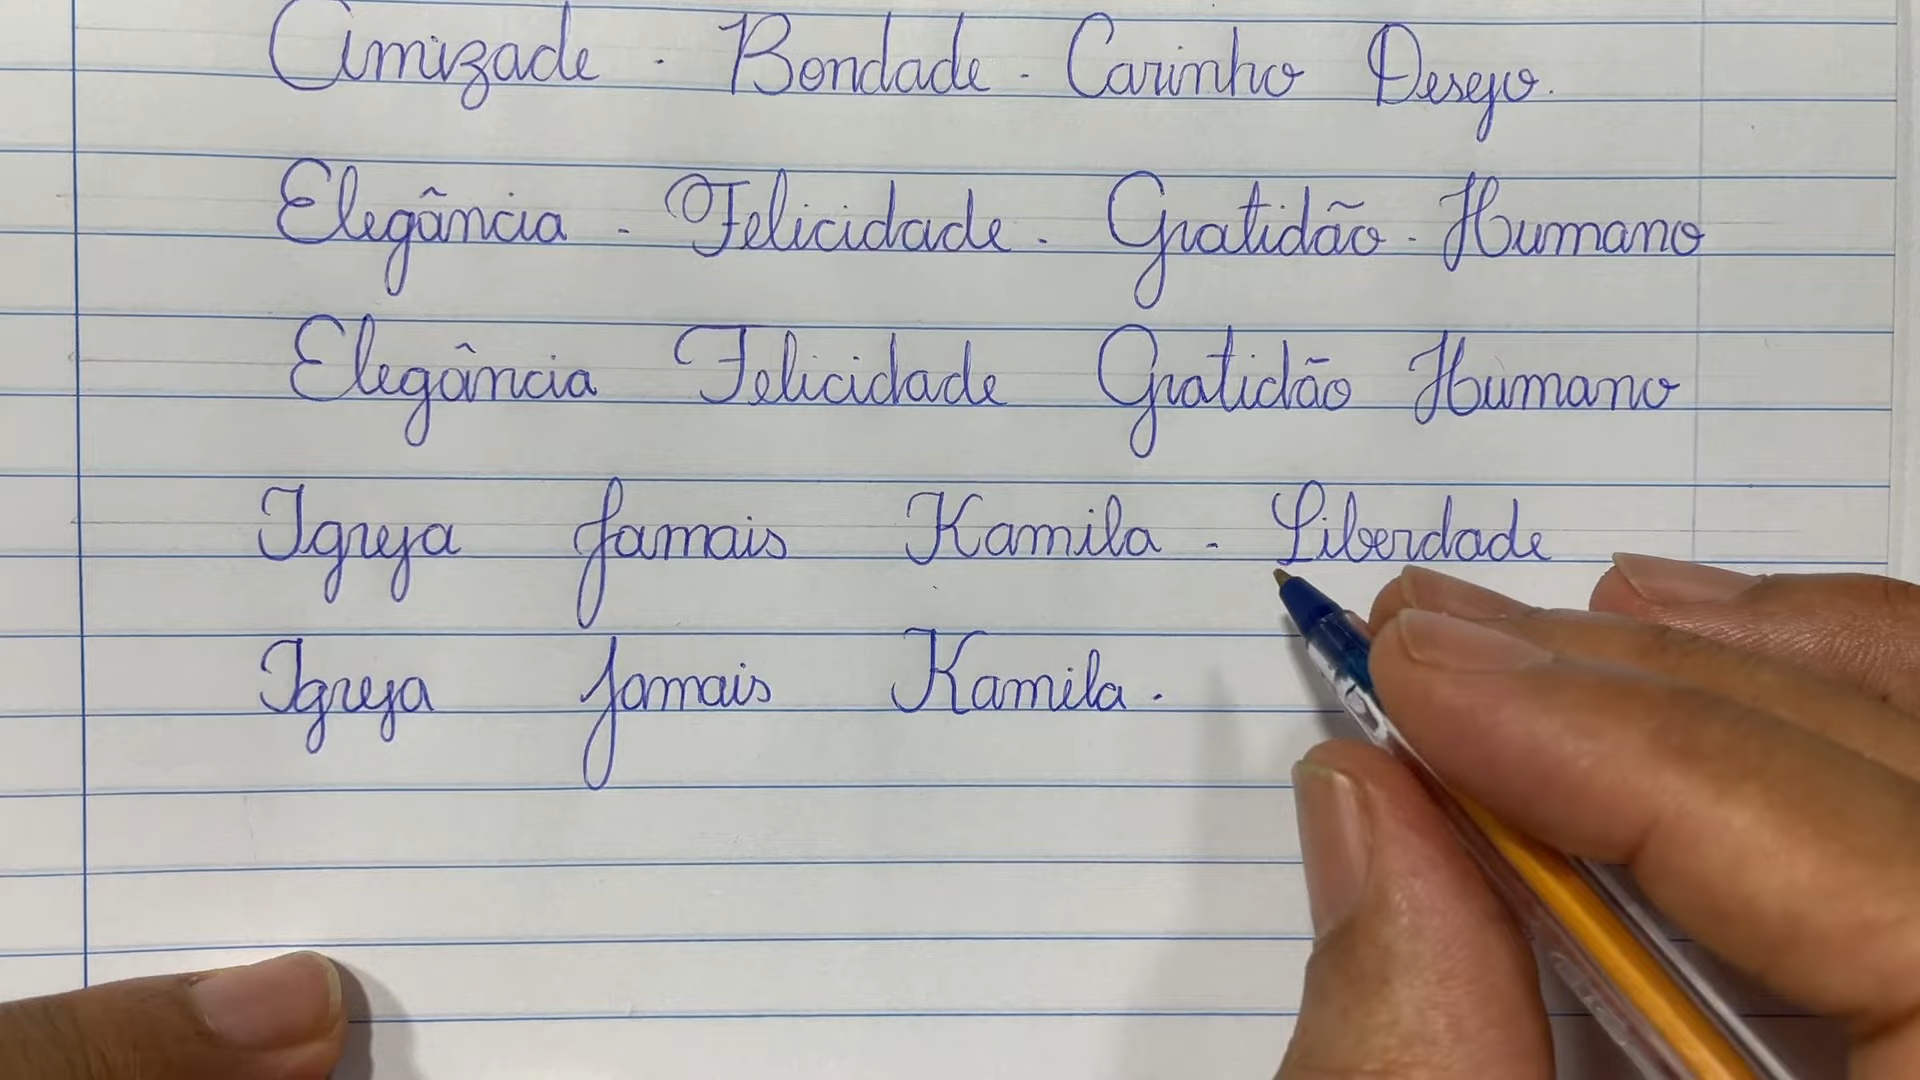 Amizade . Bondade . Carinho Desejo.
Elegância - Felicidade . Gratidão - Humano
Elegância Felicidade Gratidão Humano
Igreja Jamais Kamila - Liberdade
Igreja Jamais Kamila .